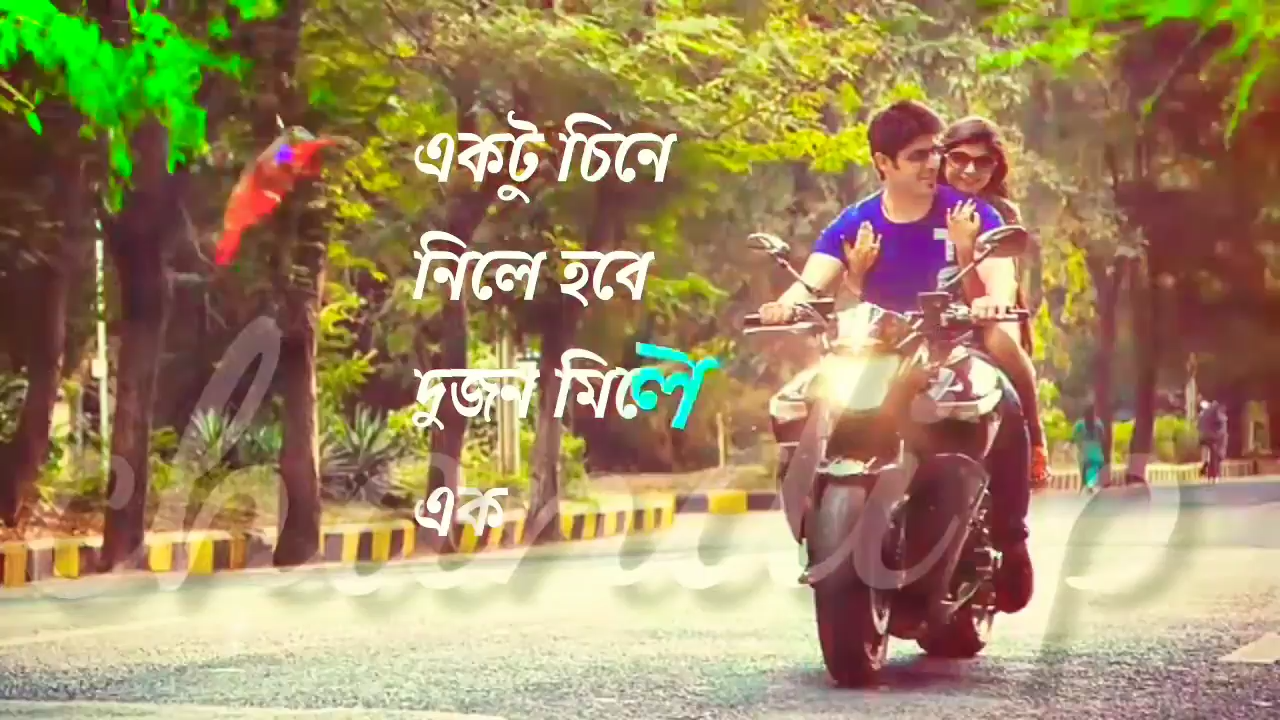 একটু চিনে
নিলে হবে
দুজন মিলে
এক